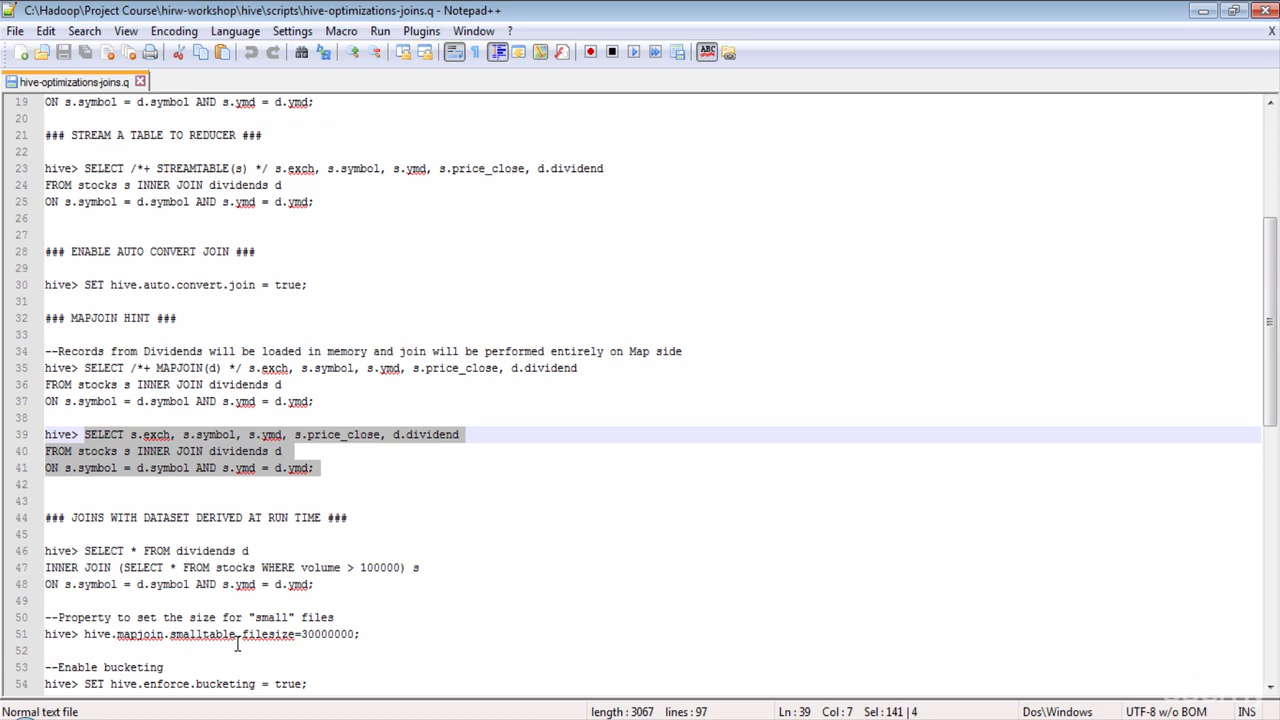 C:\Hadoop\Project Course\hirw-workshop\hive\scripts\hive-optimizations-joins.q - Notepad++
File Edit Search View Encoding Language Settings Macro Run Plugins Window ? X
hive-optimizations-joins.q
19 ON s.symbol = d.symbol AND s.ymd = d.ymd;
20
21 ### STREAM A TABLE TO REDUCER ###
22
23 hive> SELECT /*+ STREAMTABLE(s) */ s.exch, s.symbol, s.ymd, s.price_close, d.dividend
24 FROM stocks s INNER JOIN dividends d
25 ON s.symbol = d.symbol AND s.ymd = d.ymd;
26
27
28 ### ENABLE AUTO CONVERT JOIN ###
29
30 hive> SET hive.auto.convert.join = true;
31
32 ### MAPJOIN HINT ###
33
34 --Records from Dividends will be loaded in memory and join will be performed entirely on Map side
35 hive> SELECT /*+ MAPJOIN(d) */ s.exch, s.symbol, s.ymd, s.price_close, d.dividend
36 FROM stocks s INNER JOIN dividends d
37 ON s.symbol = d.symbol AND s.ymd = d.ymd;
38
39 hive> SELECT s.exch, s.symbol, s.ymd, s.price_close, d.dividend
40 FROM stocks s INNER JOIN dividends d
41 ON s.symbol = d.symbol AND s.ymd = d.ymd;
42
43
44 ### JOINS WITH DATASET DERIVED AT RUN TIME ###
45
46 hive> SELECT * FROM dividends d
47 INNER JOIN (SELECT * FROM stocks WHERE volume > 100000) s
48 ON s.symbol = d.symbol AND s.ymd = d.ymd;
49
50 --Property to set the size for "small" files
51 hive> hive.mapjoin.smalltable.filesize=30000000;
52
53 --Enable bucketing
54 hive> SET hive.enforce.bucketing = true;
Normal text file length : 3067 lines : 97 Ln : 39 Col : 7 Sel : 141 | 4 Dos\Windows UTF-8 w/o BOM INS